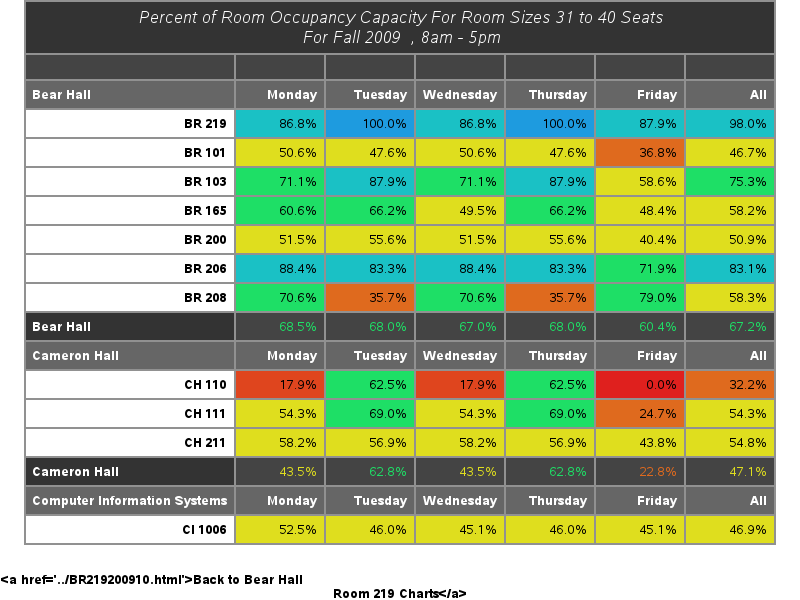 Percent of Room Occupancy Capacity For Room Sizes 31 to 40 Seats
For Fall 2009 , 8am - 5pm
Bear Hall Monday Tuesday Wednesday Thursday Friday All
BR 219 86.8% 100.0% 86.8% 100.0% 87.9% 98.0%
BR 101 50.6% 47.6% 50.6% 47.6% 36.8% 46.7%
BR 103 71.1% 87.9% 71.1% 87.9% 58.6% 75.3%
BR 165 60.6% 66.2% 49.5% 66.2% 48.4% 58.2%
BR 200 51.5% 55.6% 51.5% 55.6% 40.4% 50.9%
BR 206 88.4% 83.3% 88.4% 83.3% 71.9% 83.1%
BR 208 70.6% 35.7% 70.6% 35.7% 79.0% 58.3%
Bear Hall 68.5% 68.0% 67.0% 68.0% 60.4% 67.2%
Cameron Hall Monday Tuesday Wednesday Thursday Friday All
CH 110 17.9% 62.5% 17.9% 62.5% 0.0% 32.2%
CH 111 54.3% 69.0% 54.3% 69.0% 24.7% 54.3%
CH 211 58.2% 56.9% 58.2% 56.9% 43.8% 54.8%
Cameron Hall 43.5% 62.8% 43.5% 62.8% 22.8% 47.1%
Computer Information Systems Monday Tuesday Wednesday Thursday Friday All
CI 1006 52.5% 46.0% 45.1% 46.0% 45.1% 46.9%
<a href='../BR219200910.html'>Back to Bear Hall
Room 219 Charts</a>